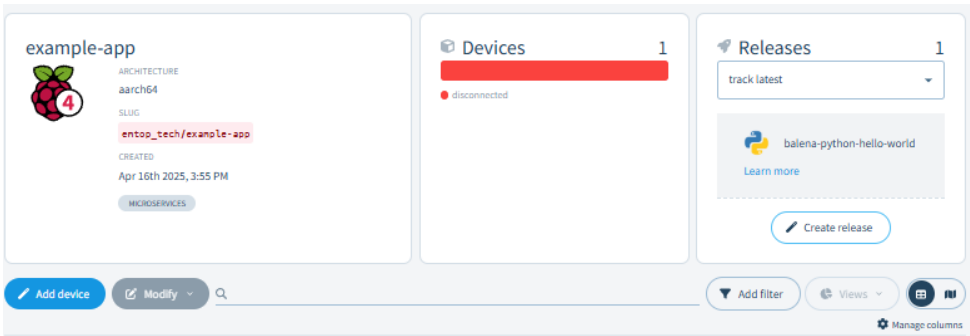 example-app
4
ARCHITECTURE
aarch64
SLUG
entop_tech/example-app
CREATED
Apr 16th 2025, 3:55 PM
MICROSERVICES
Devices 1
disconnected
Releases 1
track latest
balena-python-hello-world
Learn more
Create release
Add device
Modify
Add filter
Views
Manage columns